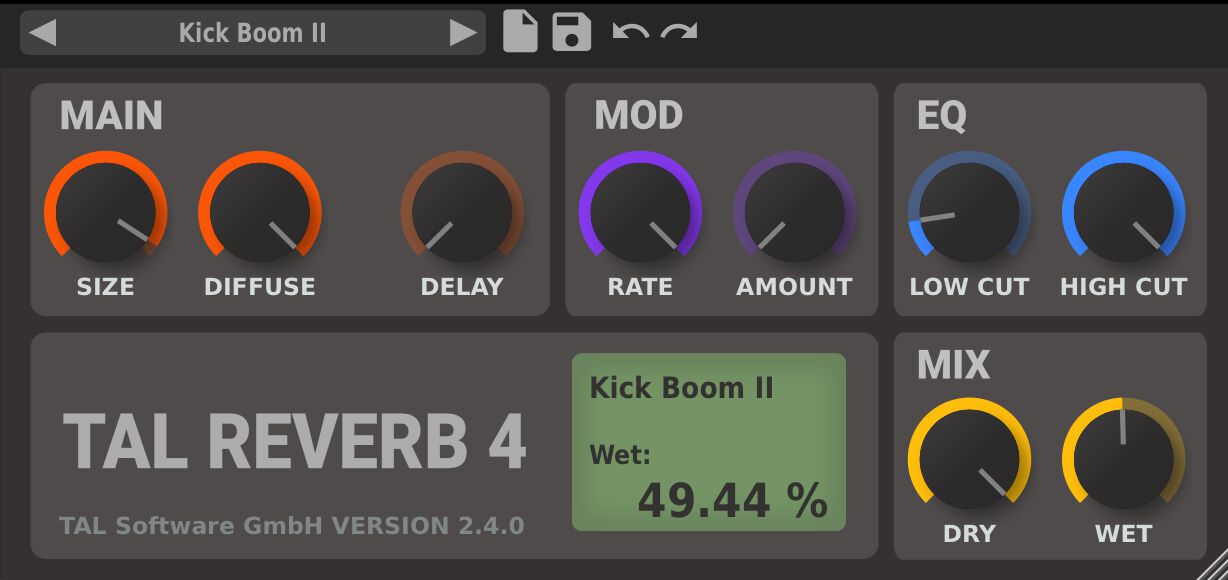 Kick Boom II
MAIN
SIZE DIFFUSE DELAY
MOD
RATE AMOUNT
EQ
LOW CUT HIGH CUT
TAL REVERB 4
TAL Software GmbH VERSION 2.4.0
Kick Boom II
Wet:
49.44 %
MIX
DRY WET